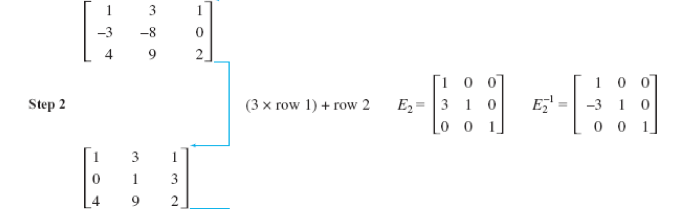 1 3 1
-3 -8 0
4 9 2
Step 2 (3 × row 1) + row 2 E₂ = [1 0 0; 3 1 0; 0 0 1] E₂⁻¹ = [1 0 0; -3 1 0; 0 0 1]
1 3 1
0 1 3
4 9 2